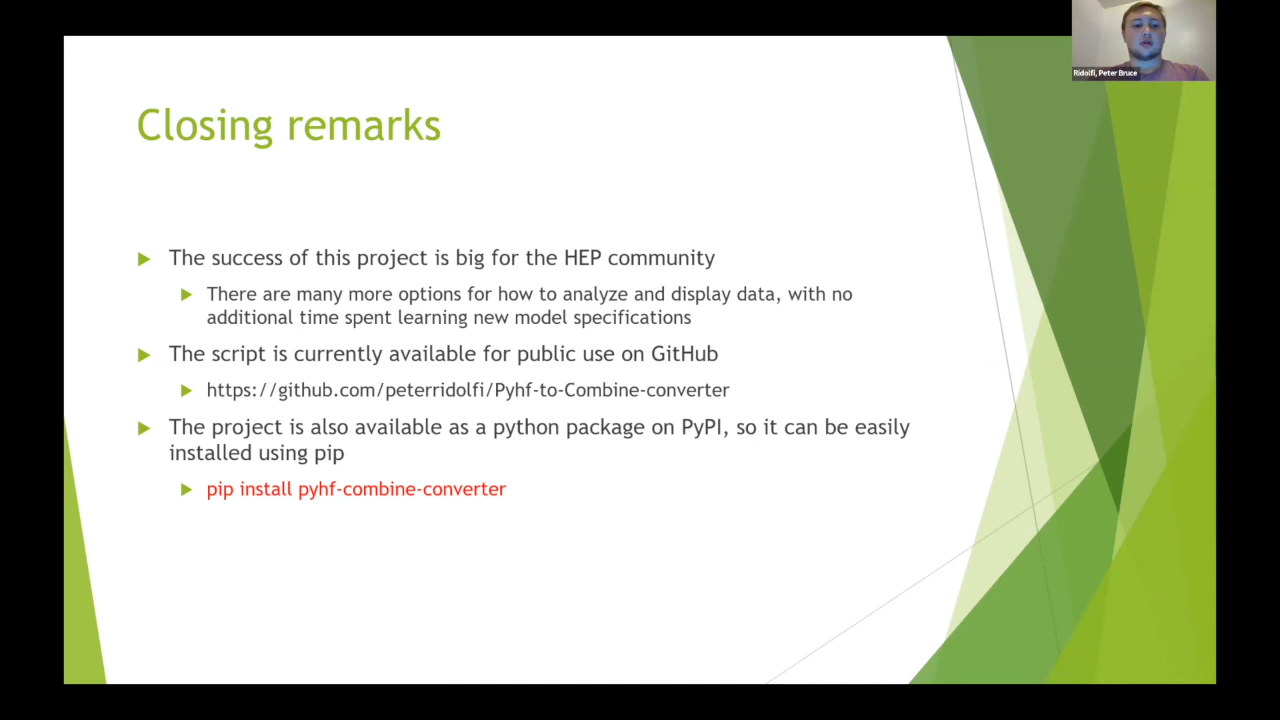 Ridolfi, Peter Bruce
Closing remarks
The success of this project is big for the HEP community
There are many more options for how to analyze and display data, with no
additional time spent learning new model specifications
The script is currently available for public use on GitHub
https://github.com/peterridolfi/Pyhf-to-Combine-converter
The project is also available as a python package on PyPI, so it can be easily
installed using pip
pip install pyhf-combine-converter